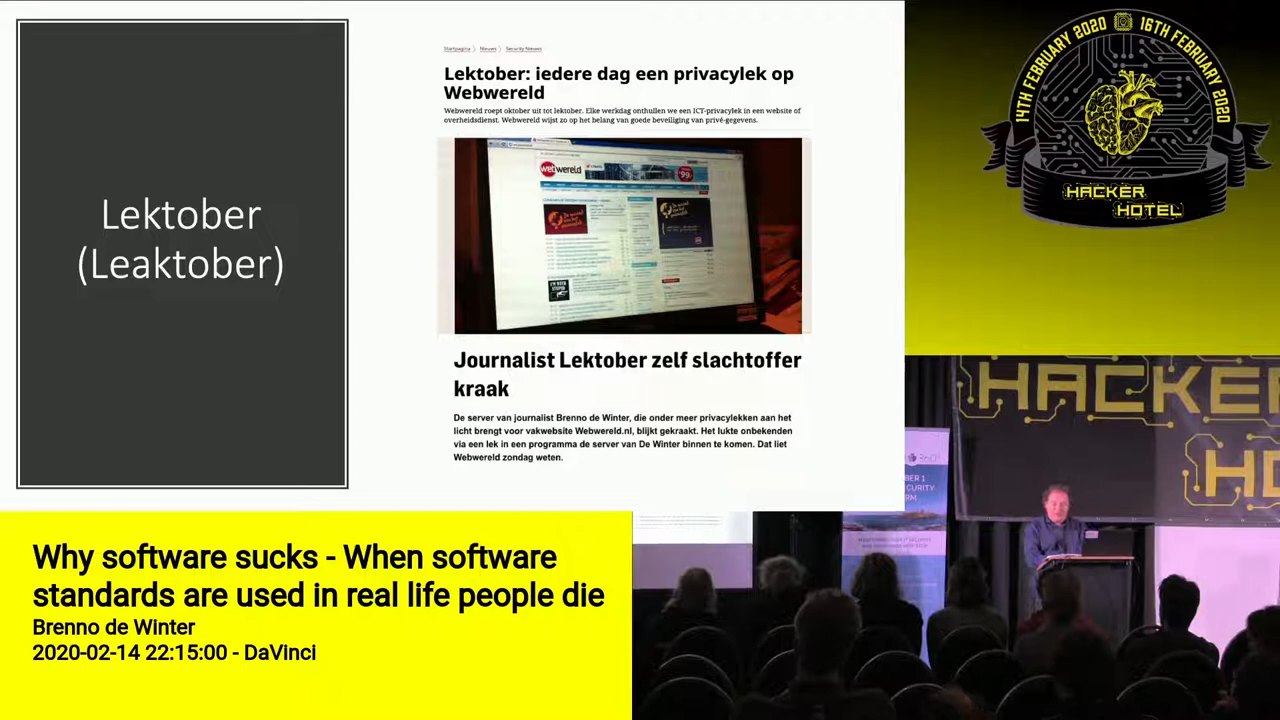 Lektober
(Leaktober)
Startpagina
Nieuws
Security Nieuws
Lektober: iedere dag een privacylek op
Webwereld
Webwereld roept oktober uit tot lektober. Elke werkdag onthullen we een ICT-privacylek in een website of
overheidsdienst. Webwereld wijst zo op het belang van goede beveiliging van privé-gegevens.
webwereld
99
Journalist Lektober zelf slachtoffer
kraak
De server van journalist Brenno de Winter, die onder meer privacylekken aan het
licht brengt voor vakwebsite Webwereld.nl, blijkt gekraakt. Het lukte onbekenden
via een lek in een programma de server van De Winter binnen te komen. Dat liet
Webwereld zondag weten.
14TH FEBRUARY 2020
16TH FEBRUARY 2020
HACKER
HOTEL
HACKE
HO
Why software sucks - When software
standards are used in real life people die
Brenno de Winter
2020-02-14 22:15:00 - DaVinci